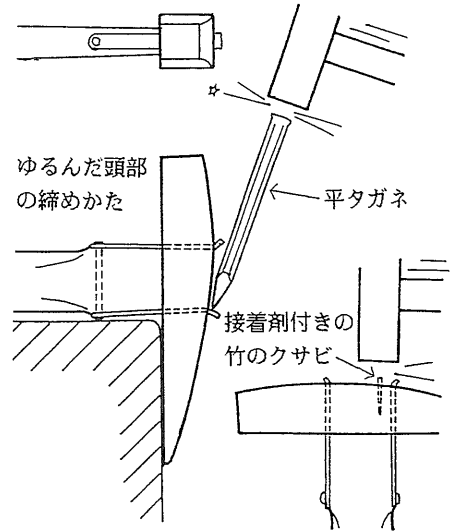 ゆるんだ頭部
の締めかた
平タガネ
接着剤付きの
竹のクサビ